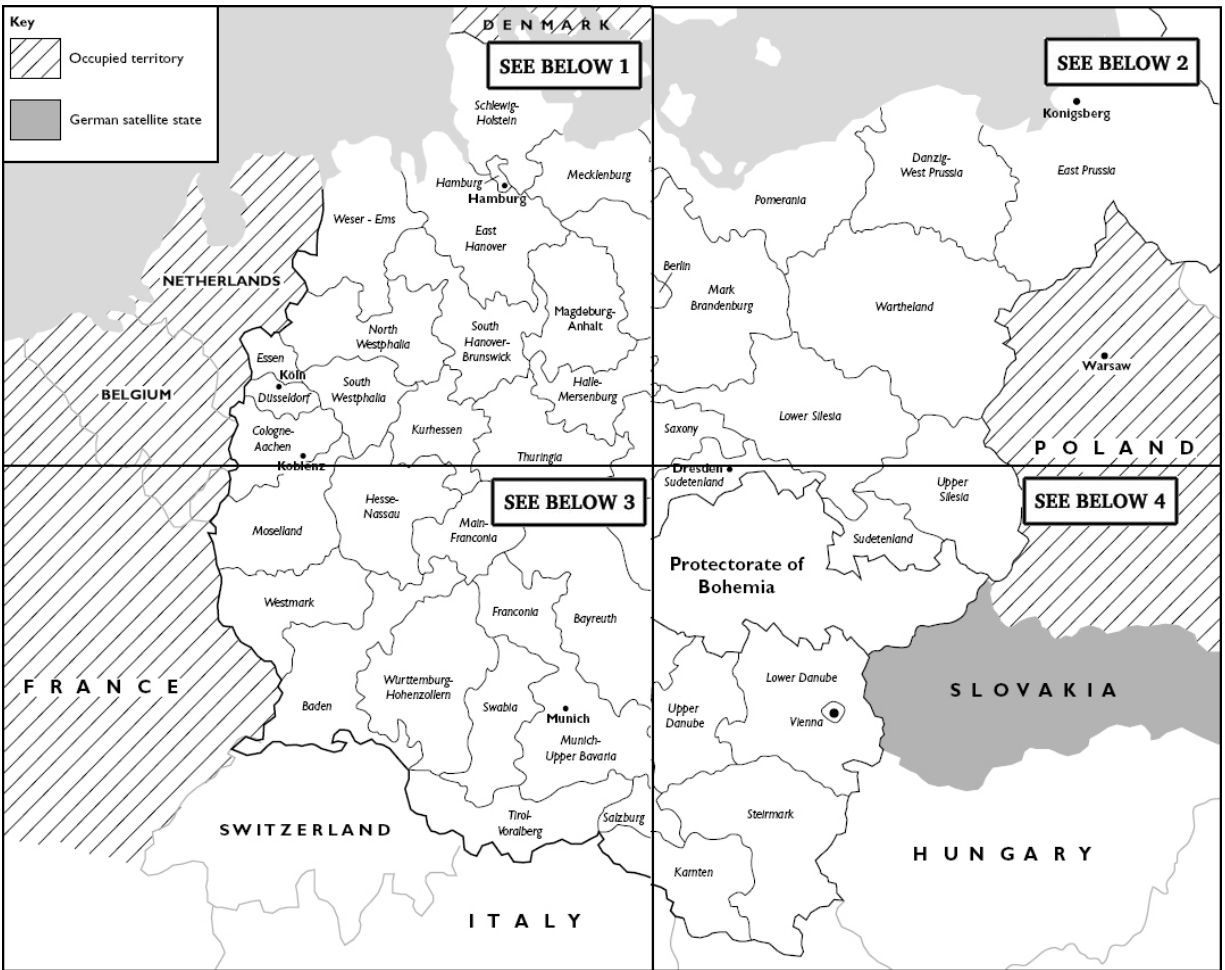 Key
Occupied territory
German satellite state
DENMARK
SEE BELOW 1
Schlewig-
Holstein
Hamburg
Hamburg
Mecklenburg
Weser - Ems
East
Hanover
NETHERLANDS
Magdeburg-
Anhalt
North
Westphalia
South
Hanover-
Brunswick
Essen
Köln
Düsseldorf
South
Westphalia
Halle-
Mersenburg
BELGIUM
Cologne-
Aachen
Kurhessen
Koblenz
Thuringia
SEE BELOW 2
Konigsberg
Danzig-
West Prussia
East Prussia
Pomerania
Berlin
Mark
Brandenburg
Wartheland
Warsaw
Lower Silesia
Saxony
POLAND
SEE BELOW 3
Hesse-
Nassau
Moselland
Main-
Franconia
Westmark
Franconia
Bayreuth
FRANCE
Wurttemburg-
Hohenzollern
Baden
Swabia
Munich
Munich-
Upper Bavaria
SWITZERLAND
Tirol-
Voralberg
Salzburg
ITALY
Dresden
Sudetenland
Upper
Silesia
SEE BELOW 4
Sudetenland
Protectorate of
Bohemia
Lower Danube
SLOVAKIA
Upper
Danube
Vienna
Steirmark
HUNGARY
Karnten